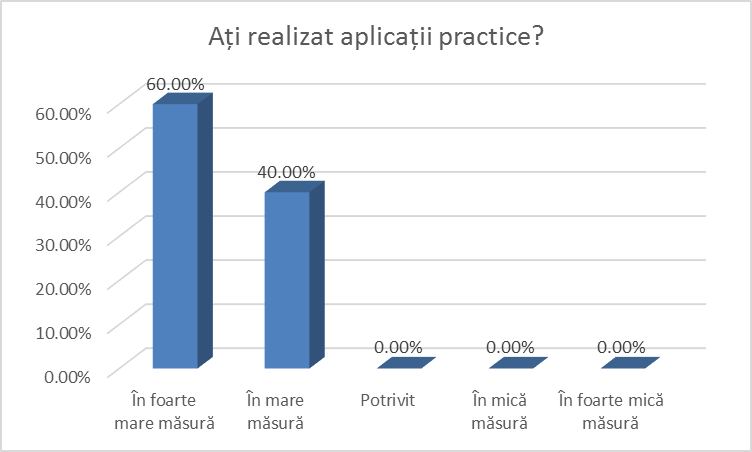 Ați realizat aplicații practice?
60.00%
50.00%
40.00%
30.00%
20.00%
10.00%
0.00%
60.00%
40.00%
0.00%
0.00%
0.00%
În foarte
mare măsură
În mare
măsură
Potrivit
În mică
măsură
În foarte mică
măsură